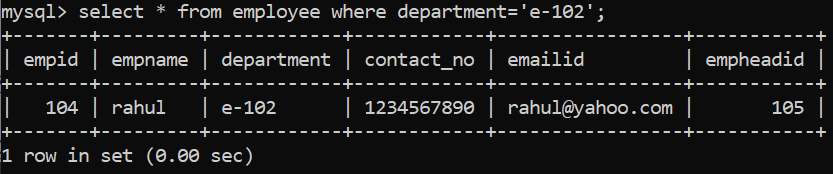 mysql> select * from employee where department='e-102';
+-------+---------+------------+------------+-----------------+-----------+
| empid | empname | department | contact_no | emailid         | empheadid |
+-------+---------+------------+------------+-----------------+-----------+
|   104 | rahul   | e-102      | 1234567890 | rahul@yahoo.com |       105 |
+-------+---------+------------+------------+-----------------+-----------+
1 row in set (0.00 sec)